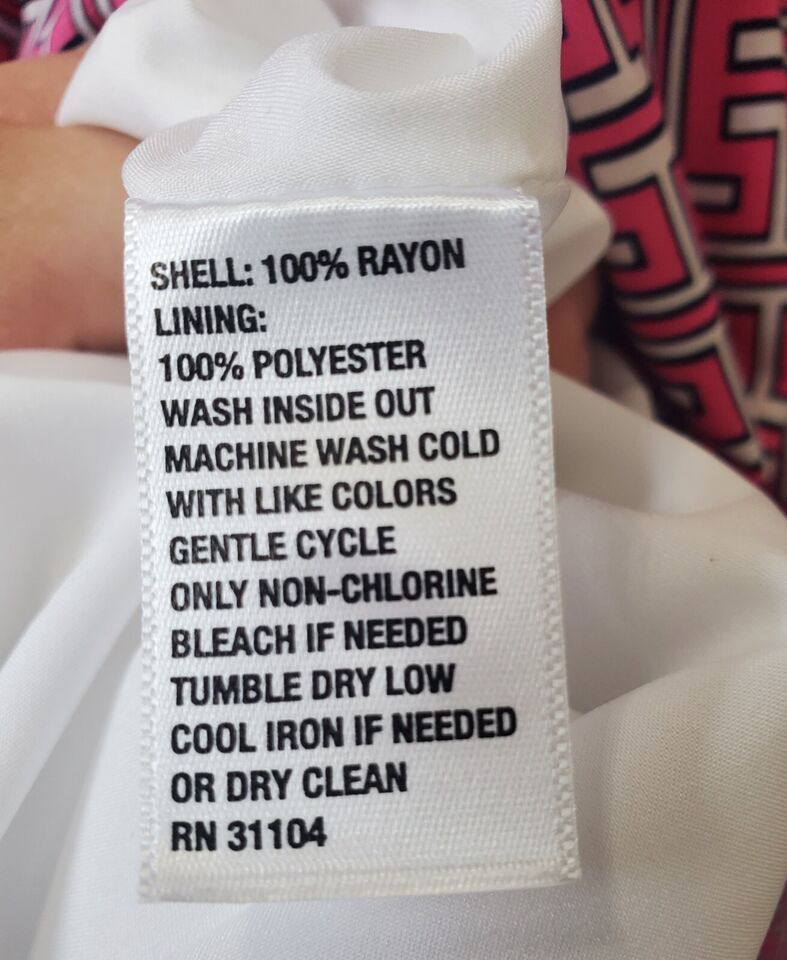 SHELL: 100% RAYON
LINING:
100% POLYESTER
WASH INSIDE OUT
MACHINE WASH COLD
WITH LIKE COLORS
GENTLE CYCLE
ONLY NON-CHLORINE
BLEACH IF NEEDED
TUMBLE DRY LOW
COOL IRON IF NEEDED
OR DRY CLEAN
RN 31104